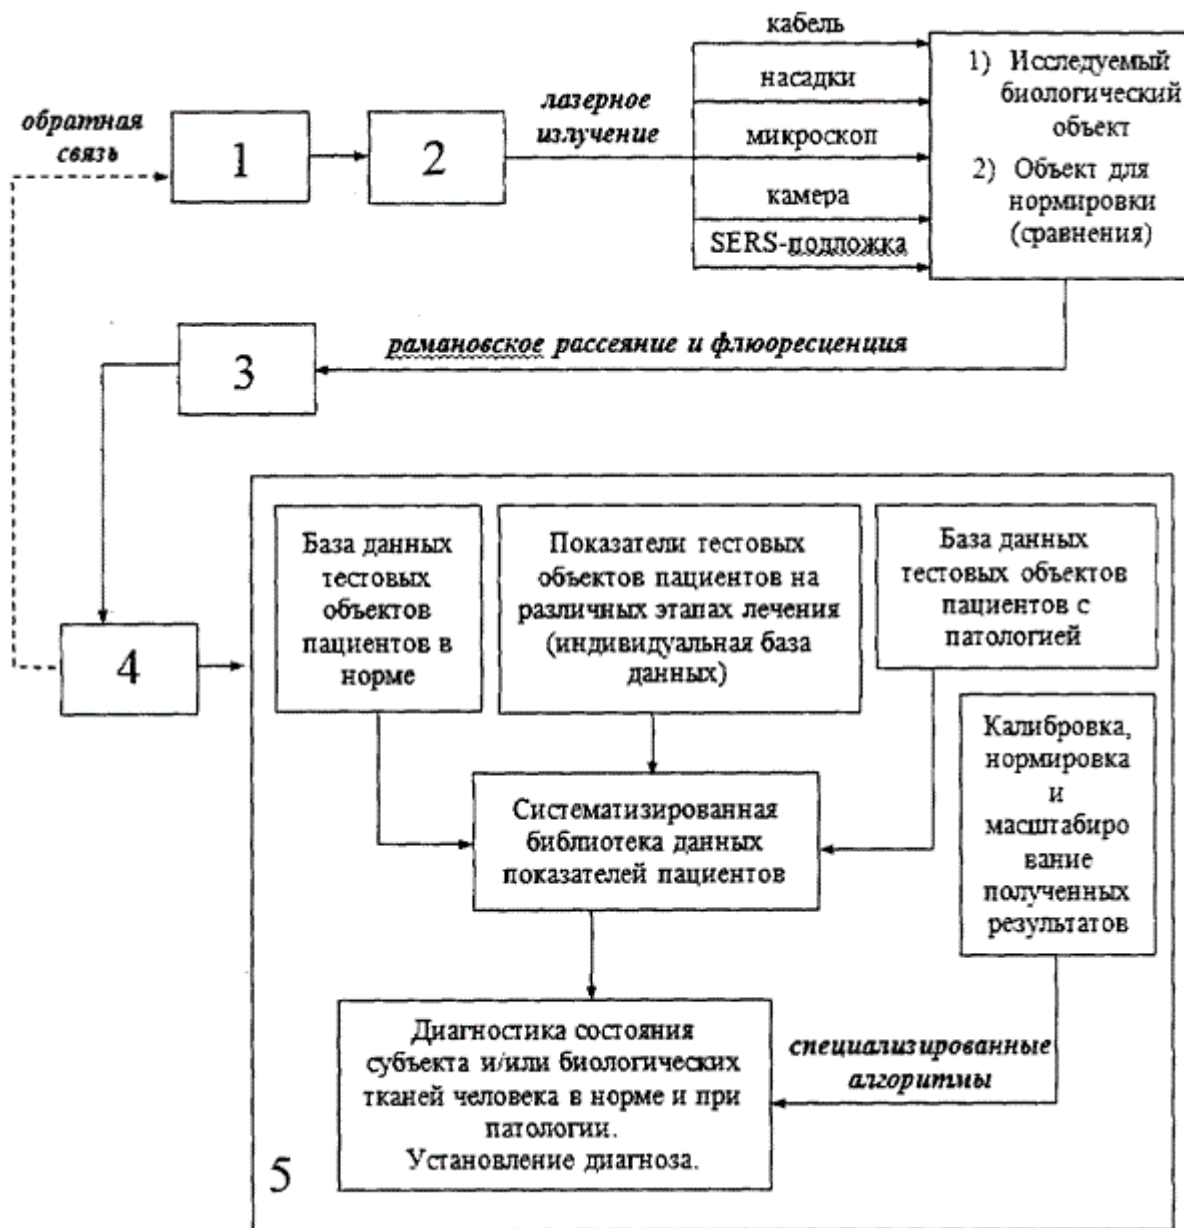 кабель
насадки
микроскоп
камера
SERS-подложка
1) Исследуемый
биологический
объект
2) Объект для
нормировки
(сравнения)
обратная
связь
1
2
лазерное
излучение
3
рамановское рассеяние и флюоресценция
4
База данных
тестовых
объектов
пациентов в
норме
Показатели тестовых
объектов пациентов на
различных этапах лечения
(индивидуальная база
данных)
База данных
тестовых объектов
пациентов с
патологией
Калибровка,
нормировка
и
масштабиро
вание
полученных
результатов
Систематизированная
библиотека данных
показателей пациентов
Диагностика состояния
субъекта и/или биологических
тканей человека в норме и при
патологии.
Установление диагноза.
специализированные
алгоритмы
5